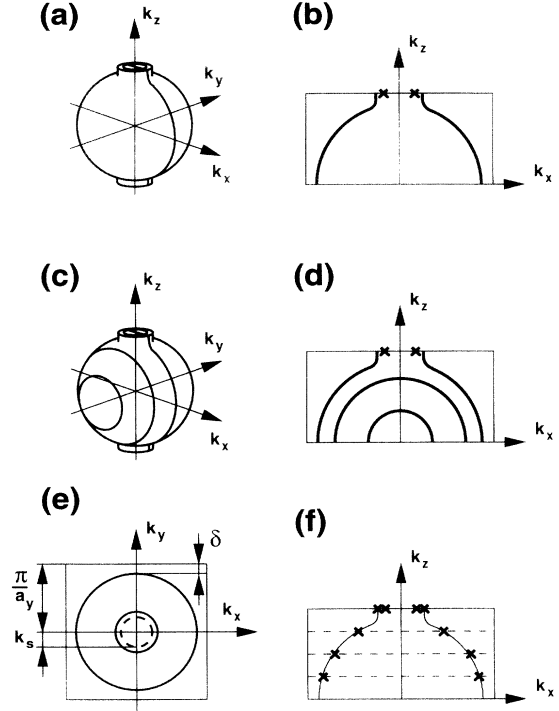 (a)
k_z
k_y
k_x
(b)
k_z
k_x
(c)
k_z
k_y
k_x
(d)
k_z
k_x
(e)
k_y
δ
π/a_y
k_x
k_s
(f)
k_z
k_x